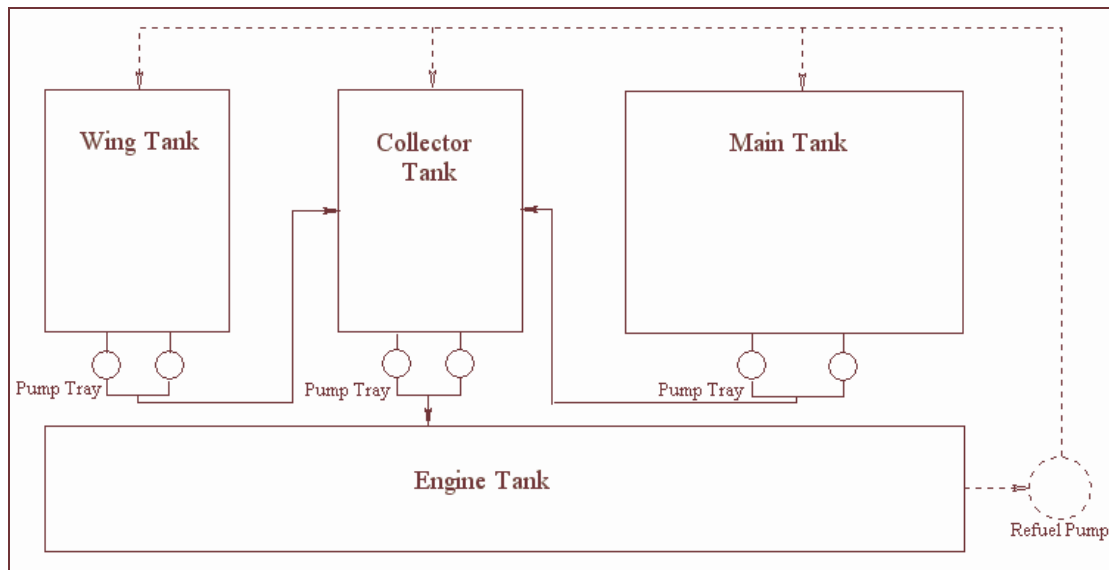 Wing Tank
Collector
Tank
Main Tank
Pump Tray
Pump Tray
Pump Tray
Engine Tank
Refuel Pump